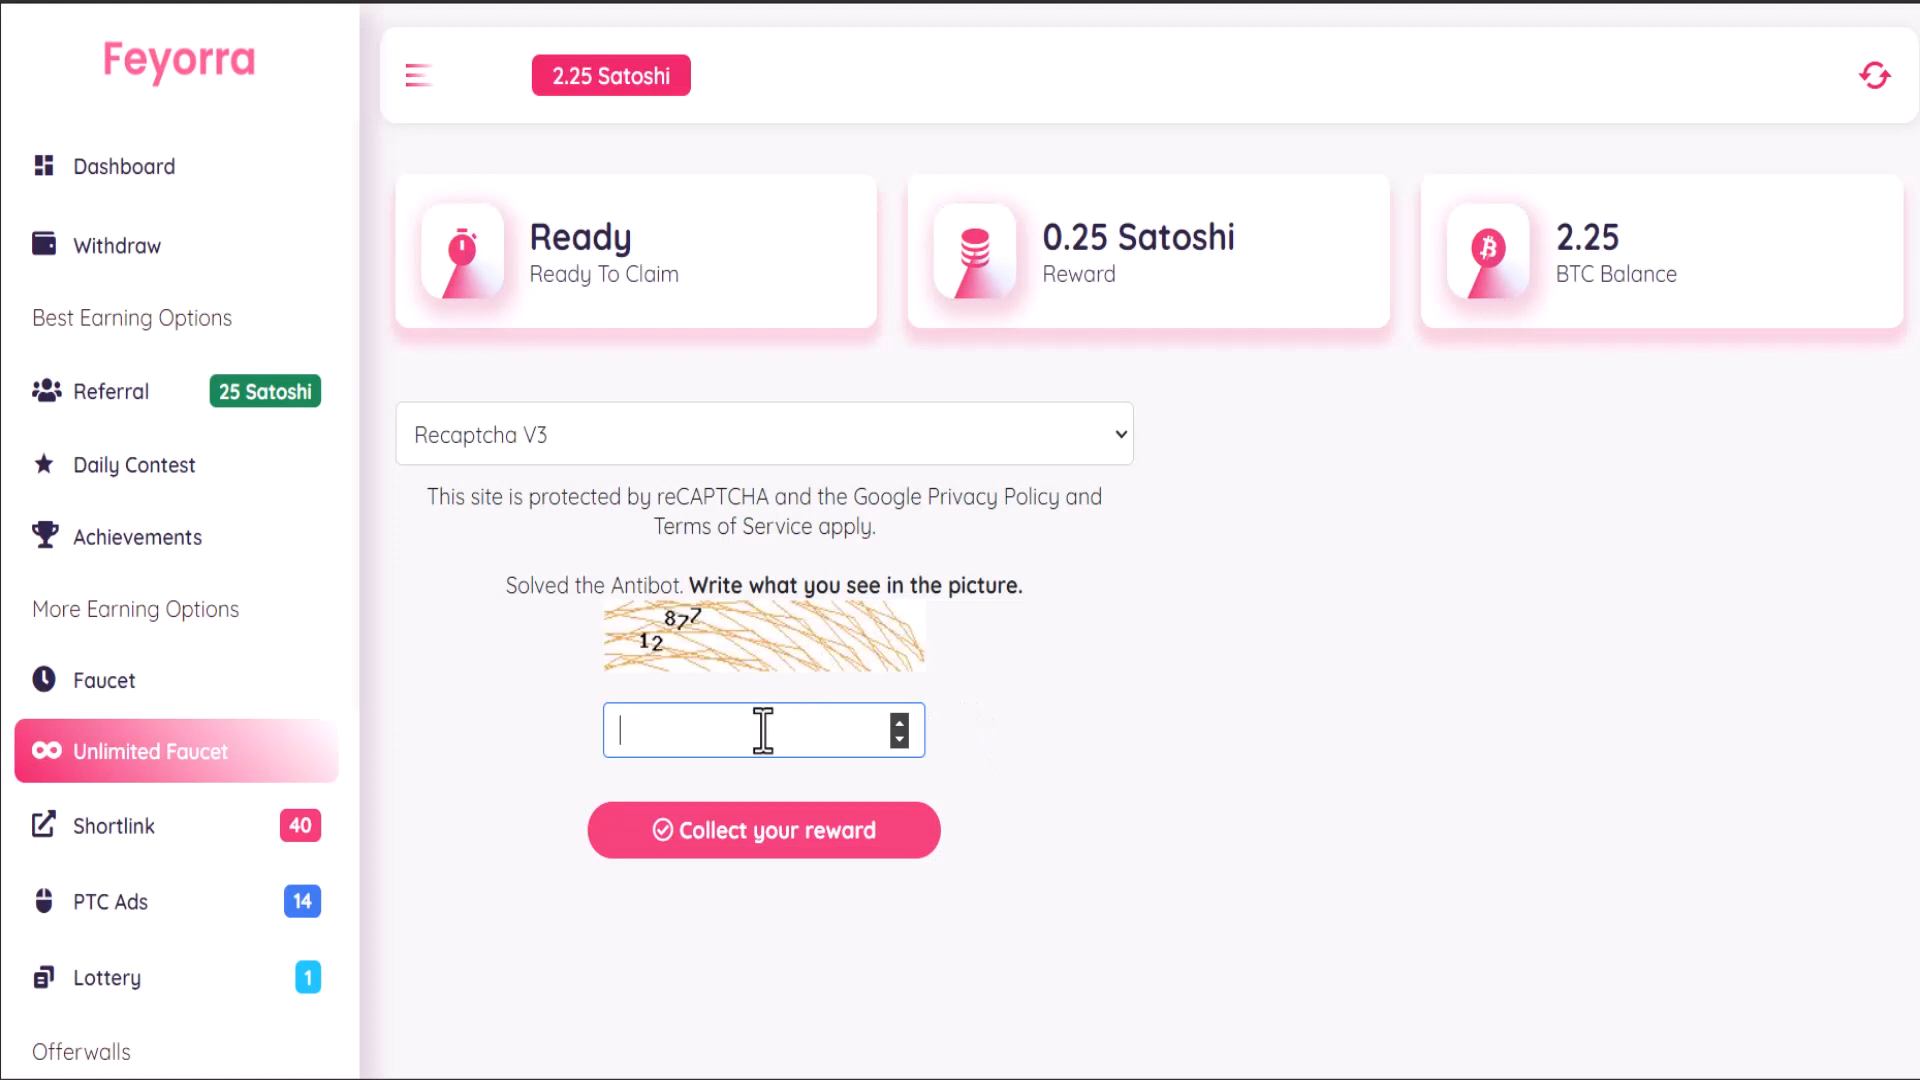 Feyorra
2.25 Satoshi
Dashboard
Withdraw
Best Earning Options
Referral 25 Satoshi
Daily Contest
Achievements
More Earning Options
Faucet
Unlimited Faucet
Shortlink 40
PTC Ads 14
Lottery 1
Offerwalls
Ready
Ready To Claim
0.25 Satoshi
Reward
2.25
BTC Balance
Recaptcha V3
This site is protected by reCAPTCHA and the Google Privacy Policy and
Terms of Service apply.
Solved the Antibot. Write what you see in the picture.
877
12
Collect your reward